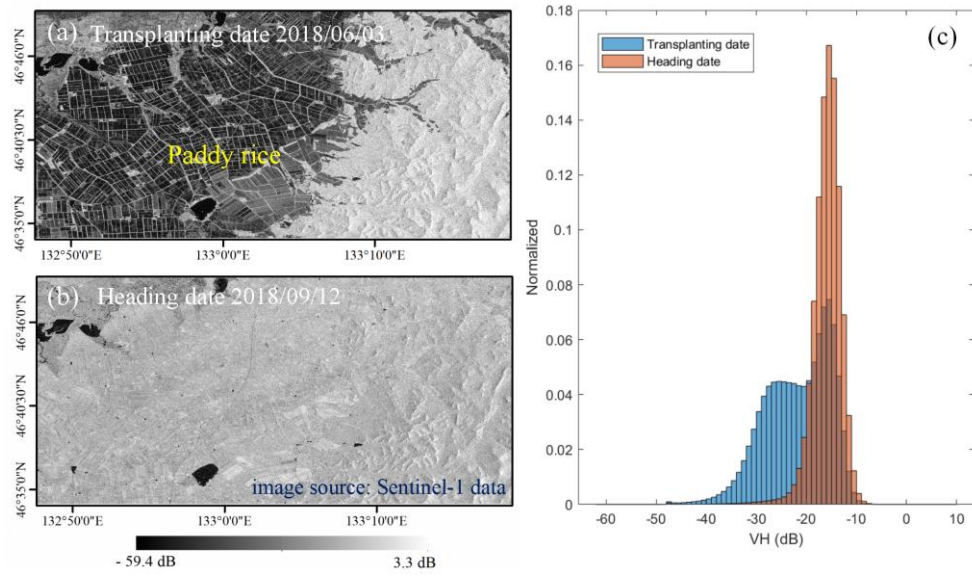 (a) Transplanting date 2018/06/03
46°46'0"N
46°40'30"N
46°35'0"N
Paddy rice
132°50'0"E
133°0'0"E
133°10'0"E
(b) Heading date 2018/09/12
46°46'0"N
46°40'30"N
46°35'0"N
image source: Sentinel-1 data
132°50'0"E
133°0'0"E
133°10'0"E
- 59.4 dB
3.3 dB
(c)
Transplanting date
Heading date
0.18
0.16
0.14
0.12
0.1
0.08
0.06
0.04
0.02
0
Normalized
-60
-50
-40
-30
-20
-10
0
10
VH (dB)